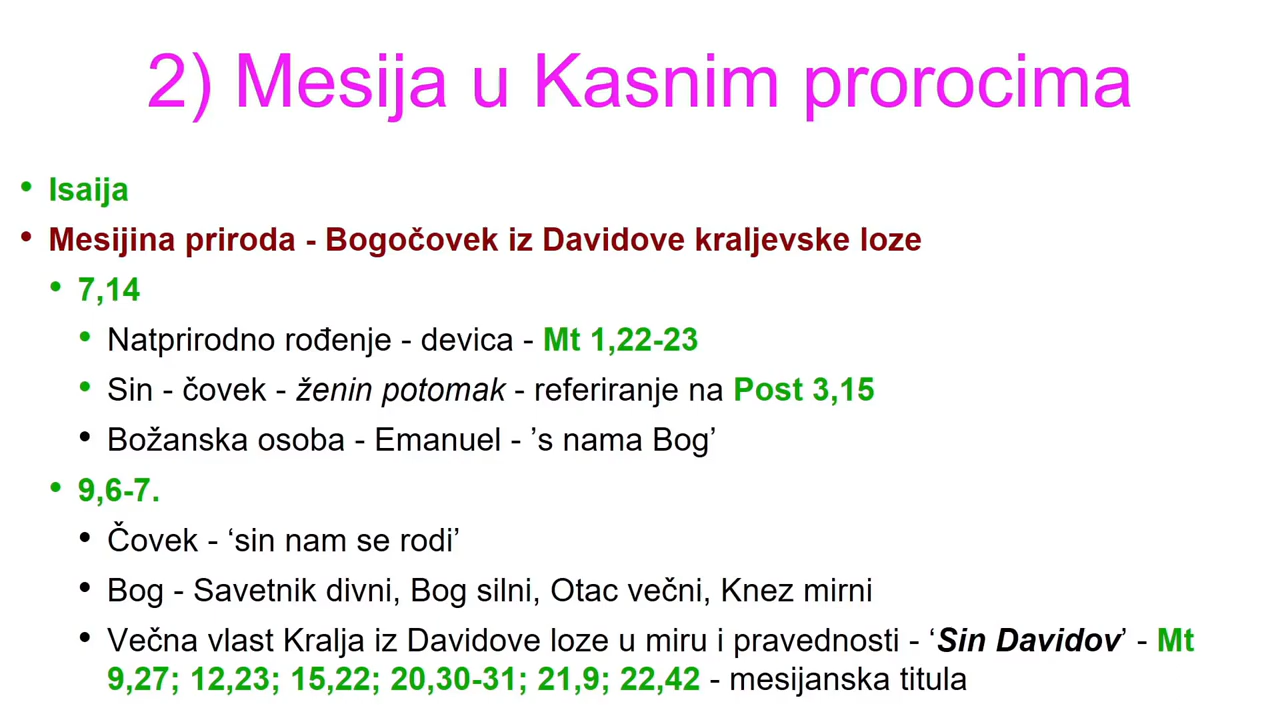 2) Mesija u Kasnim prorocima
• Isaija
• Mesijina priroda - Bogočovek iz Davidove kraljevske loze
• 7,14
• Natprirodno rođenje - devica - Mt 1,22-23
• Sin - čovek - ženin potomak - referiranje na Post 3,15
• Božanska osoba - Emanuel - ’s nama Bog’
• 9,6-7.
• Čovek - ‘sin nam se rodi’
• Bog - Savetnik divni, Bog silni, Otac večni, Knez mirni
• Večna vlast Kralja iz Davidove loze u miru i pravednosti - ‘Sin Davidov’ - Mt
9,27; 12,23; 15,22; 20,30-31; 21,9; 22,42 - mesijanska titula